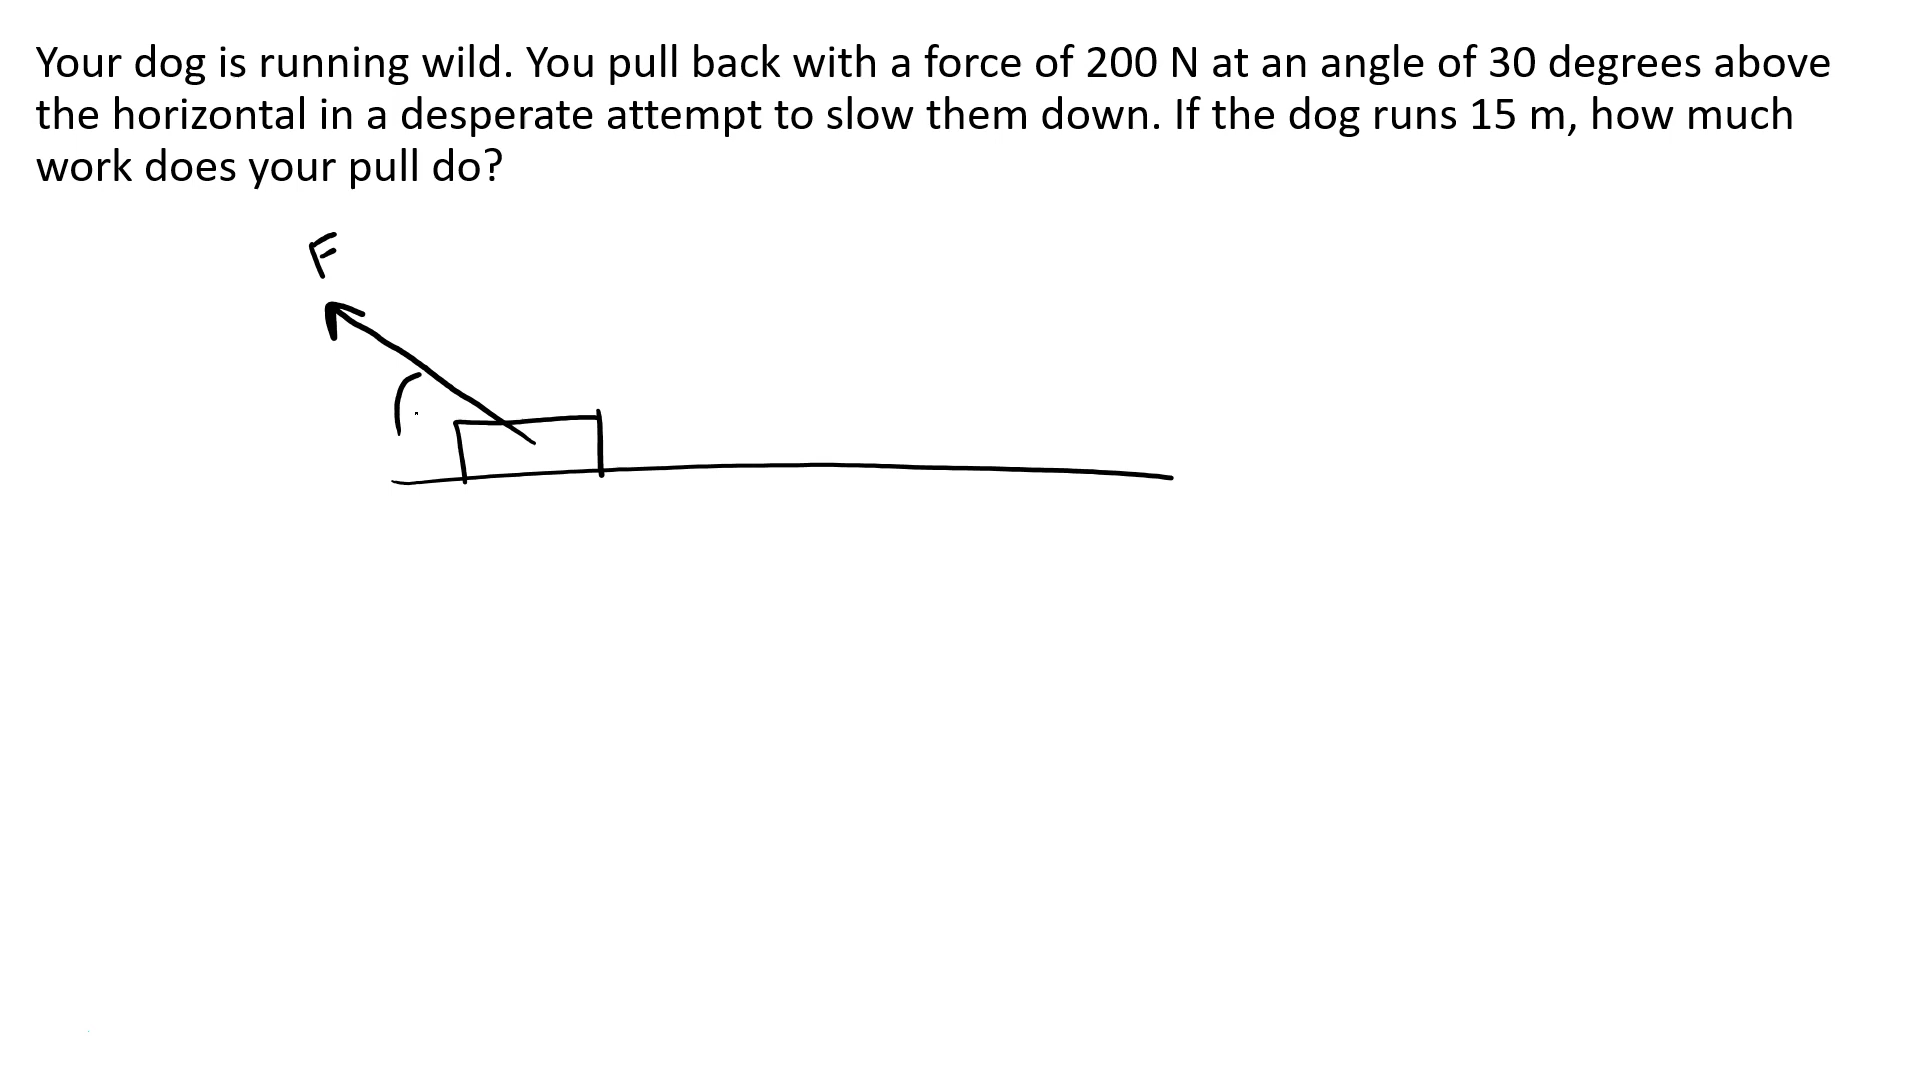 Your dog is running wild. You pull back with a force of 200 N at an angle of 30 degrees above
the horizontal in a desperate attempt to slow them down. If the dog runs 15 m, how much
work does your pull do?
F